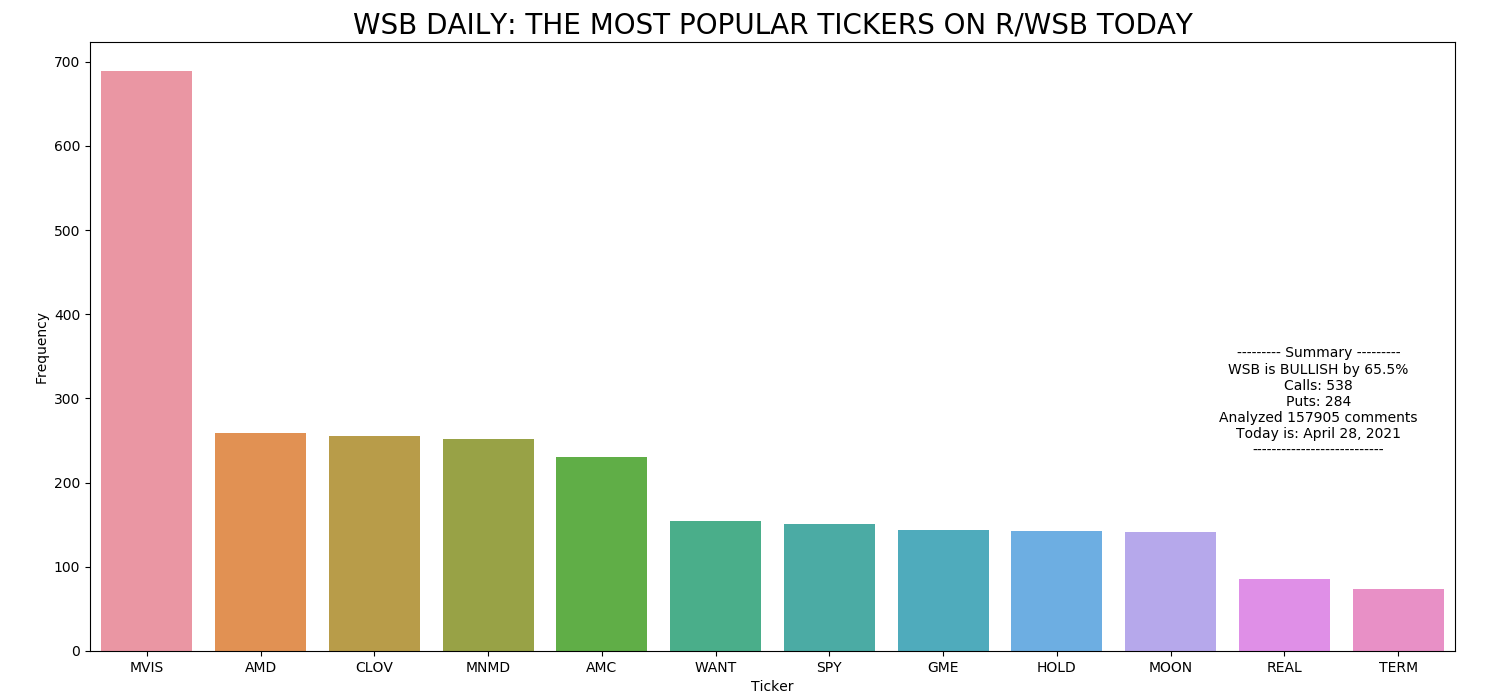 WSB DAILY: THE MOST POPULAR TICKERS ON R/WSB TODAY
700
600
500
400
300
200
100
0
Frequency
--------- Summary ---------
WSB is BULLISH by 65.5%
Calls: 538
Puts: 284
Analyzed 157905 comments
Today is: April 28, 2021
---------------------------
MVIS AMD CLOV MNMD AMC WANT SPY GME HOLD MOON REAL TERM
Ticker